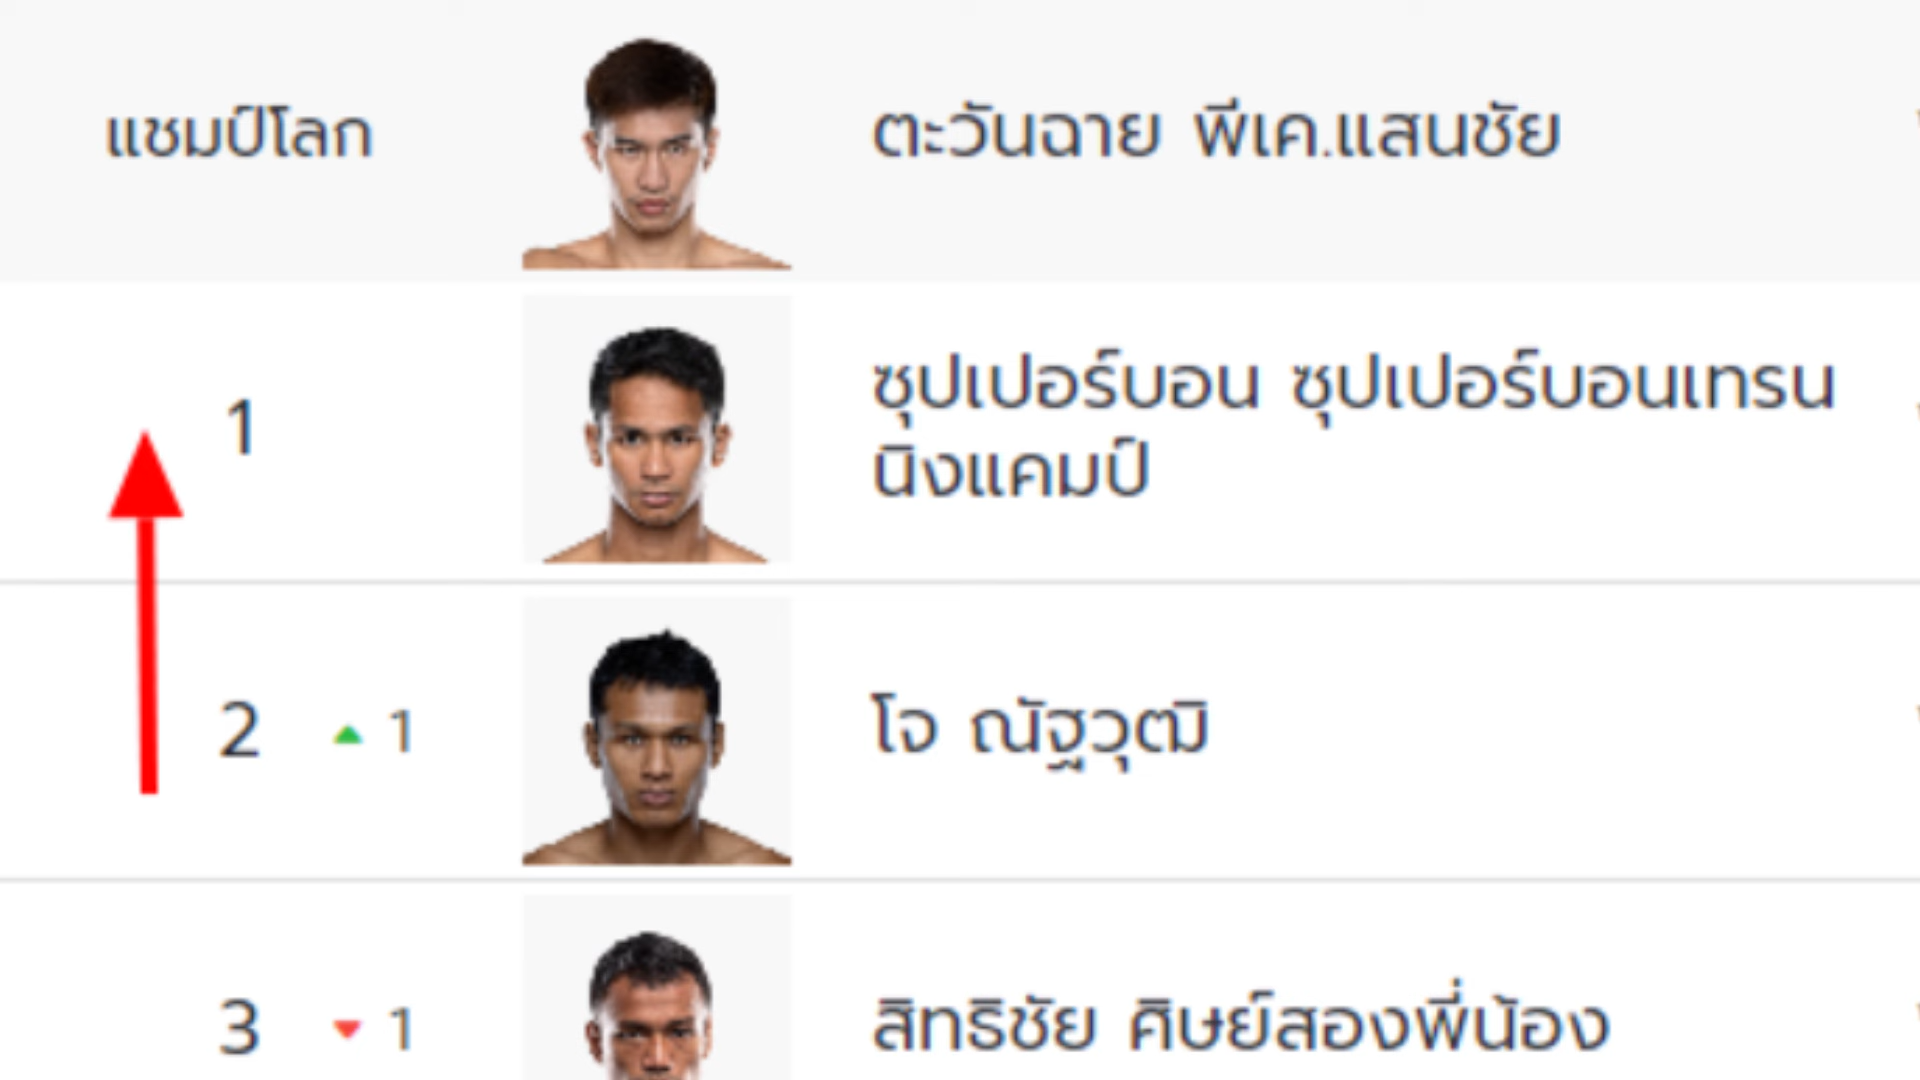 แชมป์โลก ตะวันฉาย พีเค.แสนชัย
1 ซุปเปอร์บอน ซุปเปอร์บอนเทรน
นิงแคมป์
2 ▲ 1 โจ ณัฐวุฒิ
3 ▼ 1 สิทธิชัย ศิษย์สองพี่น้อง